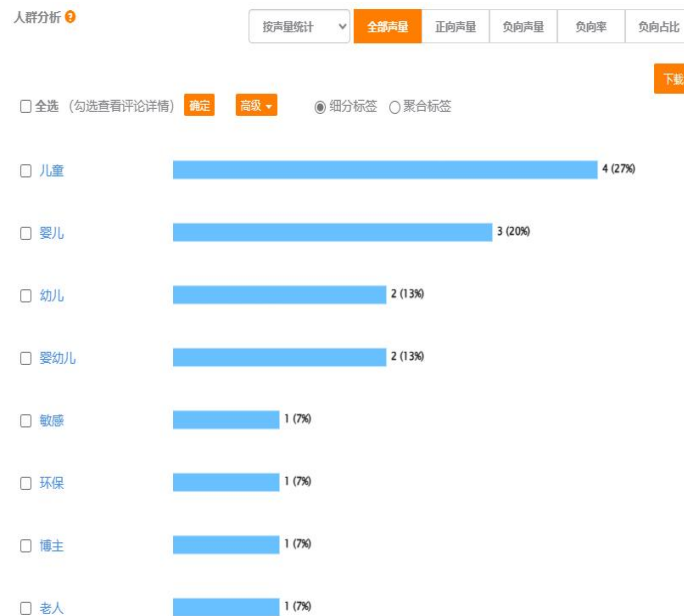 人群分析 ?
按声量统计 全部声量 正向声量 负向声量 负向率 负向占比
下载
全选 (勾选查看评论详情) 确定 高级 细分标签 聚合标签
儿童 4 (27%)
婴儿 3 (20%)
幼儿 2 (13%)
婴幼儿 2 (13%)
敏感 1 (7%)
环保 1 (7%)
博主 1 (7%)
老人 1 (7%)